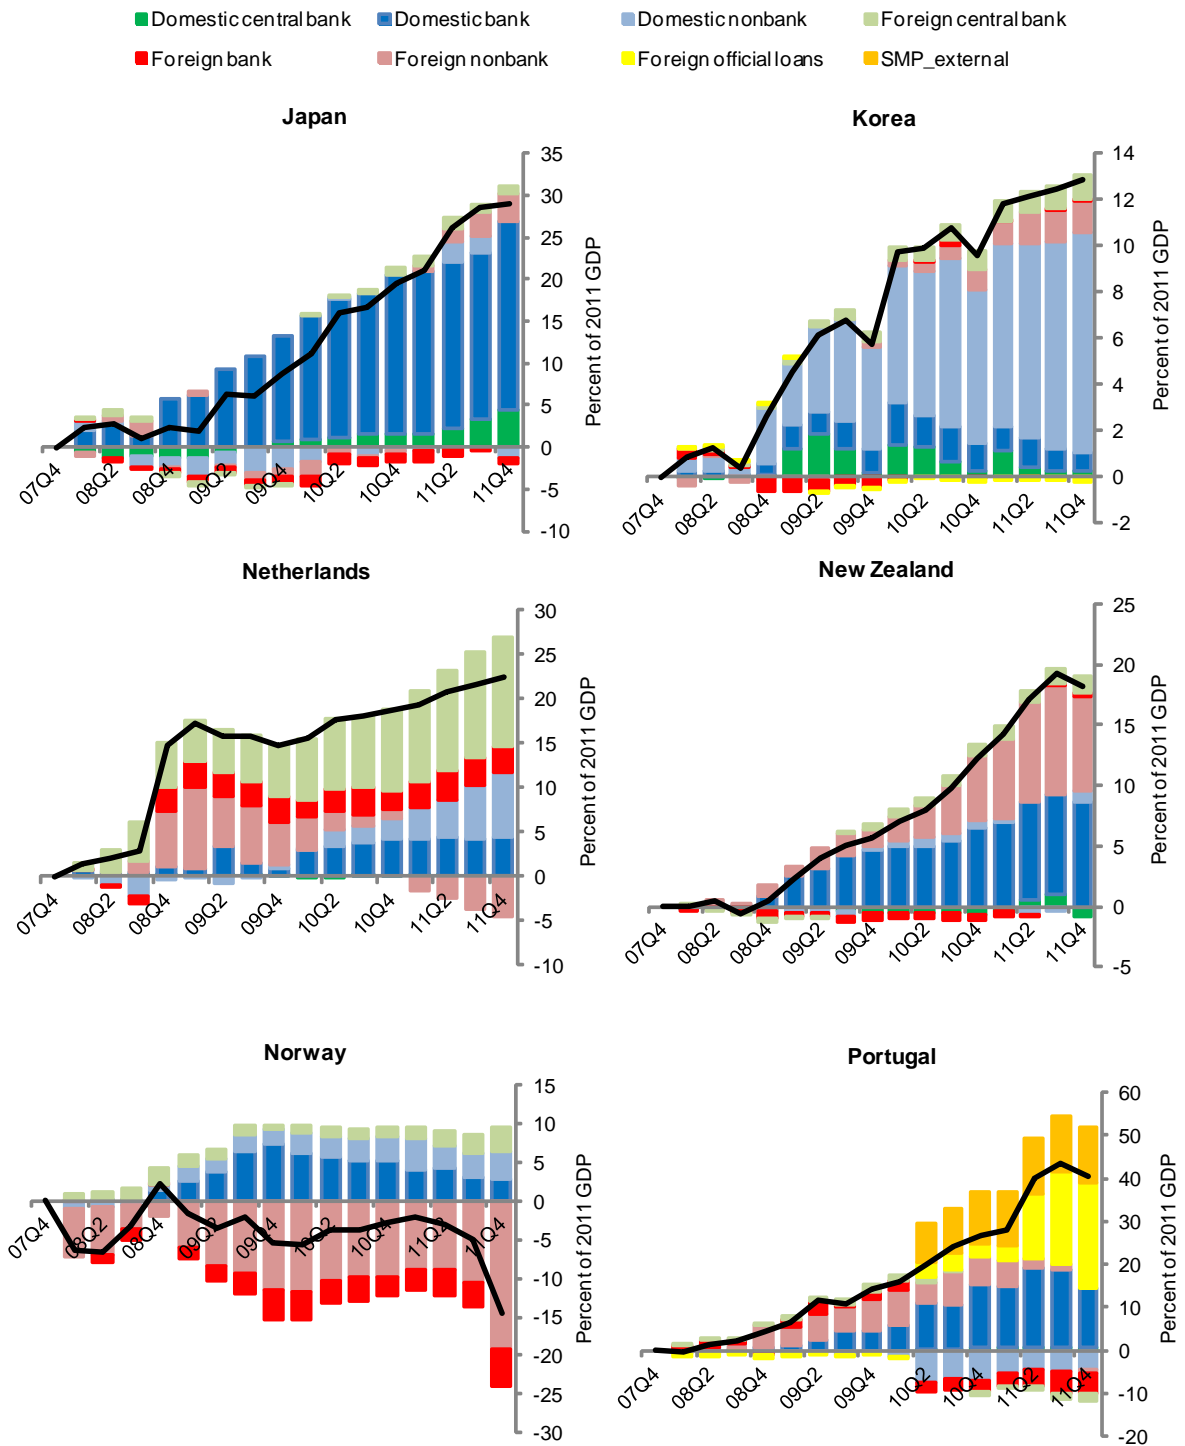 Domestic central bank Domestic bank Domestic nonbank Foreign central bank
Foreign bank Foreign nonbank Foreign official loans SMP_external
Japan
35
30
25
20
15
10
5
0
-5
-10
Percent of 2011 GDP
07Q4 08Q2 08Q4 09Q2 09Q4 10Q2 10Q4 11Q2 11Q4
Korea
14
12
10
8
6
4
2
0
-2
Percent of 2011 GDP
07Q4 08Q2 08Q4 09Q2 09Q4 10Q2 10Q4 11Q2 11Q4
Netherlands
30
25
20
15
10
5
0
-5
-10
Percent of 2011 GDP
07Q4 08Q2 08Q4 09Q2 09Q4 10Q2 10Q4 11Q2 11Q4
New Zealand
25
20
15
10
5
0
-5
Percent of 2011 GDP
07Q4 08Q2 08Q4 09Q2 09Q4 10Q2 10Q4 11Q2 11Q4
Norway
15
10
5
0
-5
-10
-15
-20
-25
-30
Percent of 2011 GDP
07Q4 08Q2 08Q4 09Q2 09Q4 10Q2 10Q4 11Q2 11Q4
Portugal
60
50
40
30
20
10
0
-10
-20
Percent of 2011 GDP
07Q4 08Q2 08Q4 09Q2 09Q4 10Q2 10Q4 11Q2 11Q4